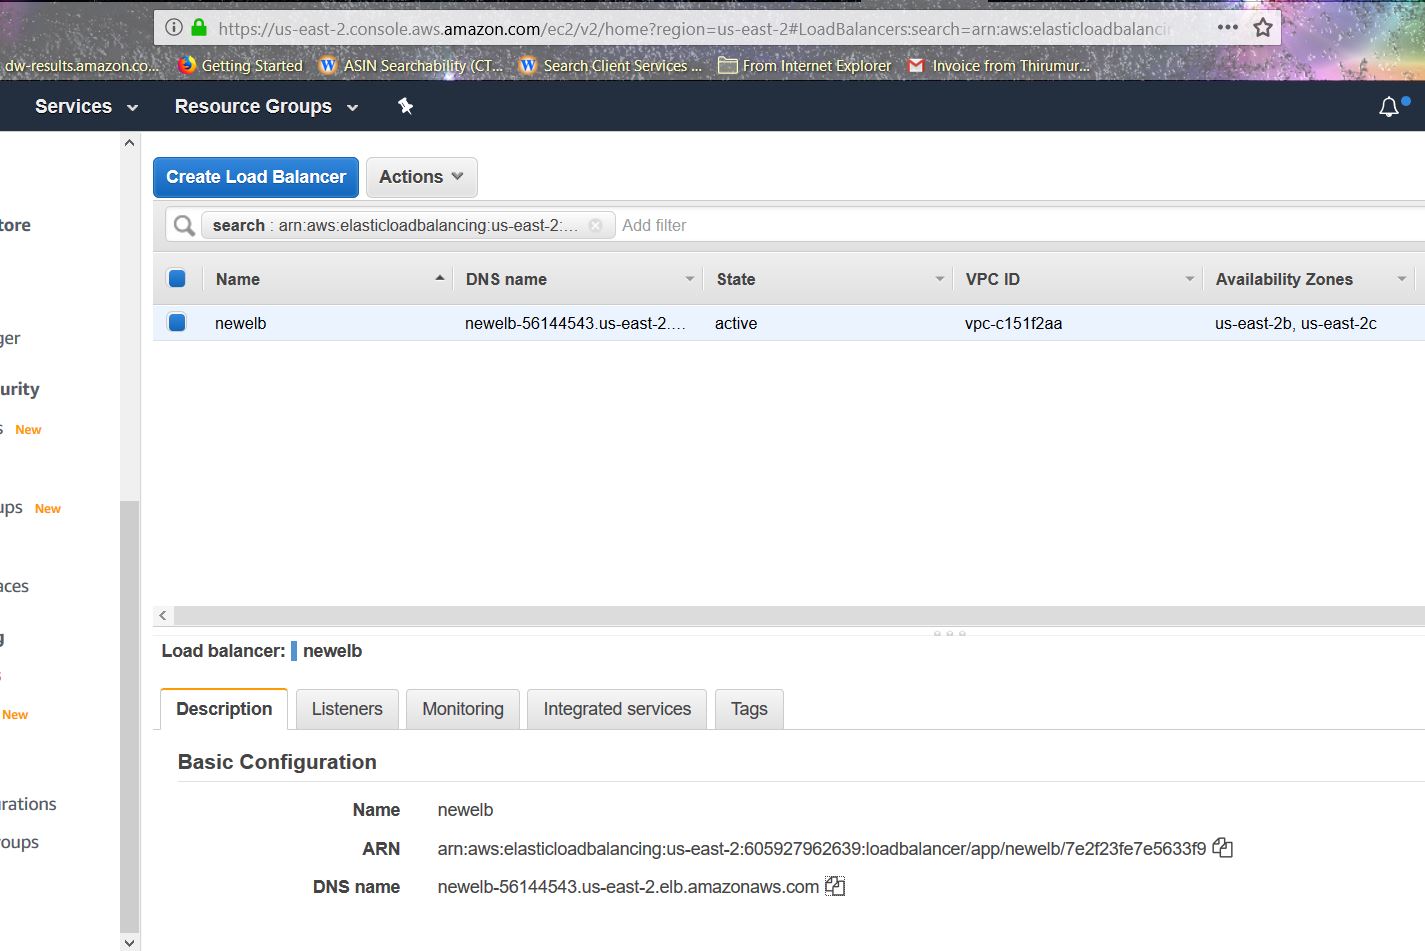 https://us-east-2.console.aws.amazon.com/ec2/v2/home?region=us-east-2#LoadBalancers:search=arn:aws:elasticloadbalancin
dw-results.amazon.co... Getting Started ASIN Searchability (CT... Search Client Services ... From Internet Explorer Invoice from Thirumur...
Services Resource Groups
Create Load Balancer Actions
tore
search : arn:aws:elasticloadbalancing:us-east-2:... Add filter
Name DNS name State VPC ID Availability Zones
newelb newelb-56144543.us-east-2.... active vpc-c151f2aa us-east-2b, us-east-2c
ger
urity
s New
ups New
aces
g
Load balancer: newelb
s
Description Listeners Monitoring Integrated services Tags
New
Basic Configuration
urations
Name newelb
oups
ARN arn:aws:elasticloadbalancing:us-east-2:605927962639:loadbalancer/app/newelb/7e2f23fe7e5633f9
DNS name newelb-56144543.us-east-2.elb.amazonaws.com